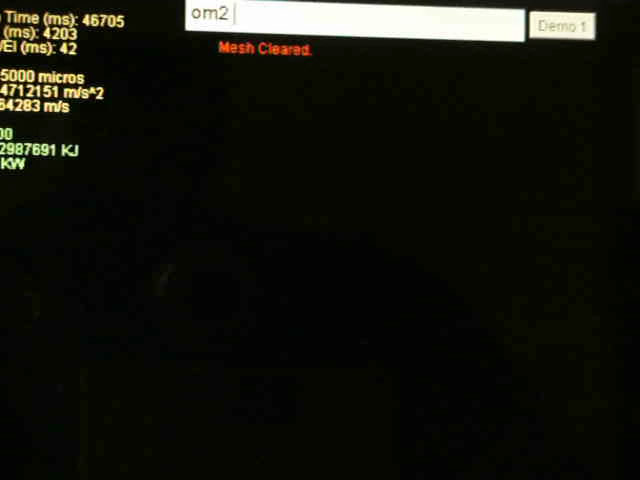 Time (ms): 46705
(ms): 4203
/El (ms): 42
5000 micros
4712151 m/s^2
64283 m/s
00
2987691 KJ
KW
om2
Demo 1
Mesh Cleared.